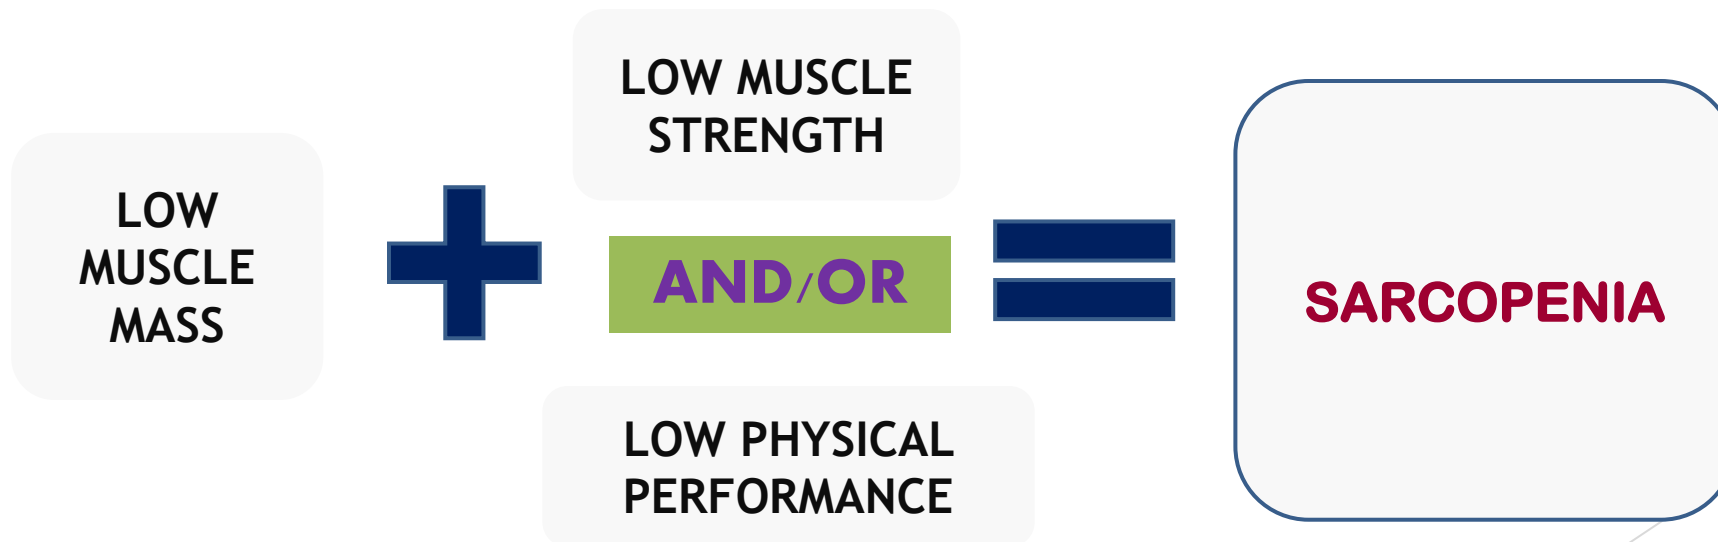 LOW
MUSCLE
MASS
LOW MUSCLE
STRENGTH
AND/OR
LOW PHYSICAL
PERFORMANCE
SARCOPENIA